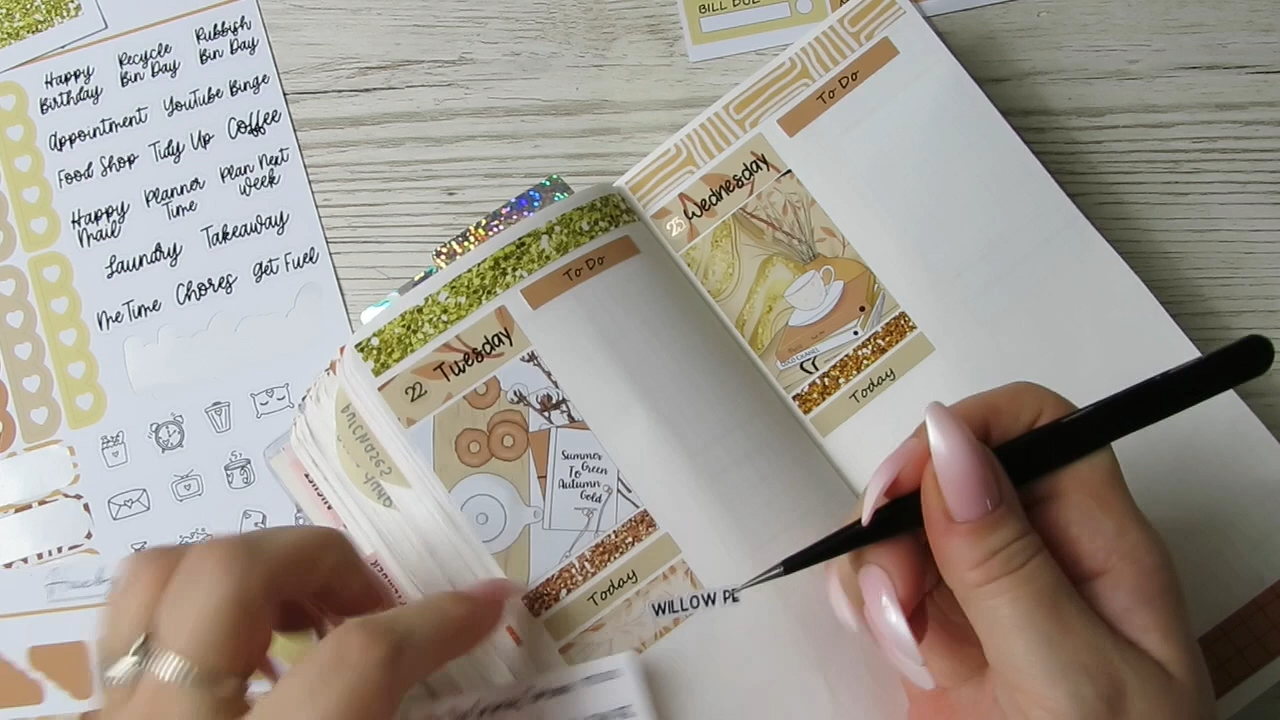 Happy
Birthday
Recycle
Bin Day
Rubbish
Bin Day
Appointment
YouTube Binge
Food Shop
Tidy Up
Coffee
Happy
Mail
Planner
Time
Plan Next
Week
Laundry
Takeaway
Me Time
Chores
Get Fuel
BILL DUE
To Do
Tuesday
22
Summer
To Green
Autumn
Gold
Today
WILLOW PE
To Do
Wednesday
Today